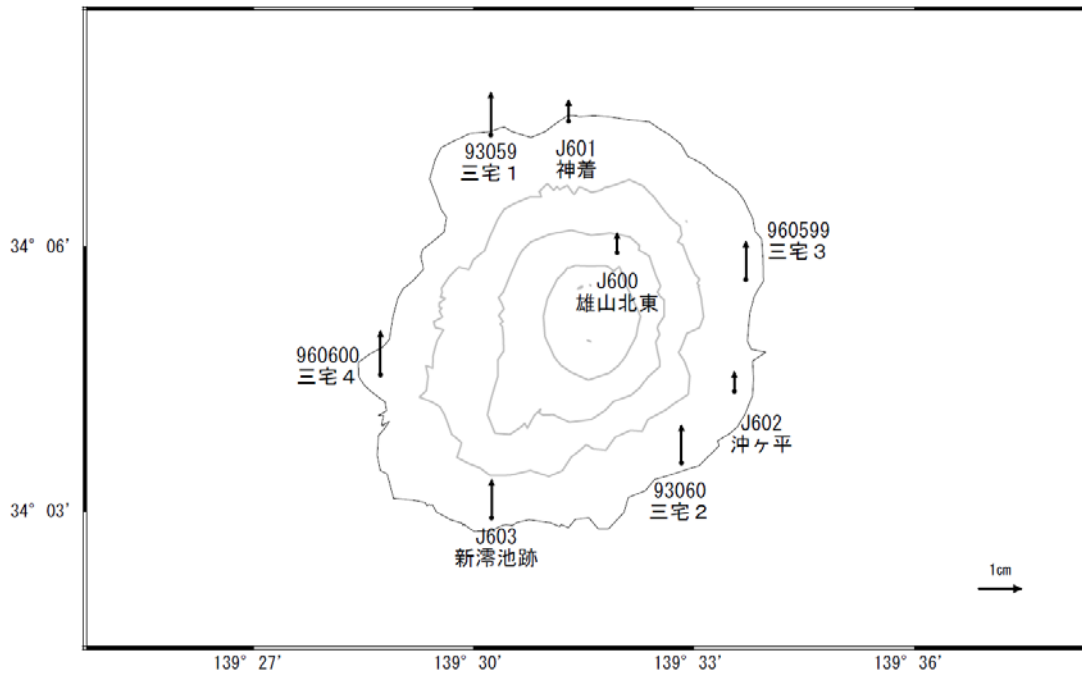 93059
三宅１
J601
神着
34° 06′
960599
三宅３
J600
雄山北東
960600
三宅４
J602
沖ヶ平
93060
三宅２
34° 03′
J603
新澪池跡
1cm
139° 27′
139° 30′
139° 33′
139° 36′